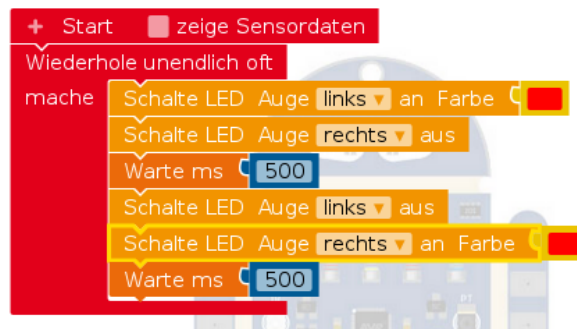 + Start zeige Sensordaten
Wiederhole unendlich oft
mache Schalte LED Auge links an Farbe
Schalte LED Auge rechts aus
Warte ms 500
Schalte LED Auge links aus
Schalte LED Auge rechts an Farbe
Warte ms 500